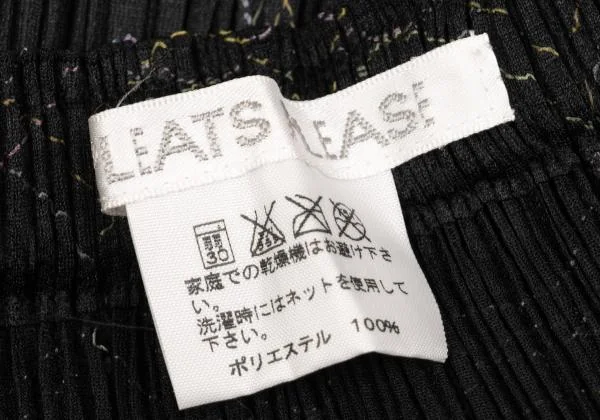 LEATS LEASE
30
家庭での乾燥機はお避け下さ
い。
洗濯時にはネットを使用して
下さい。
ポリエステル 100%